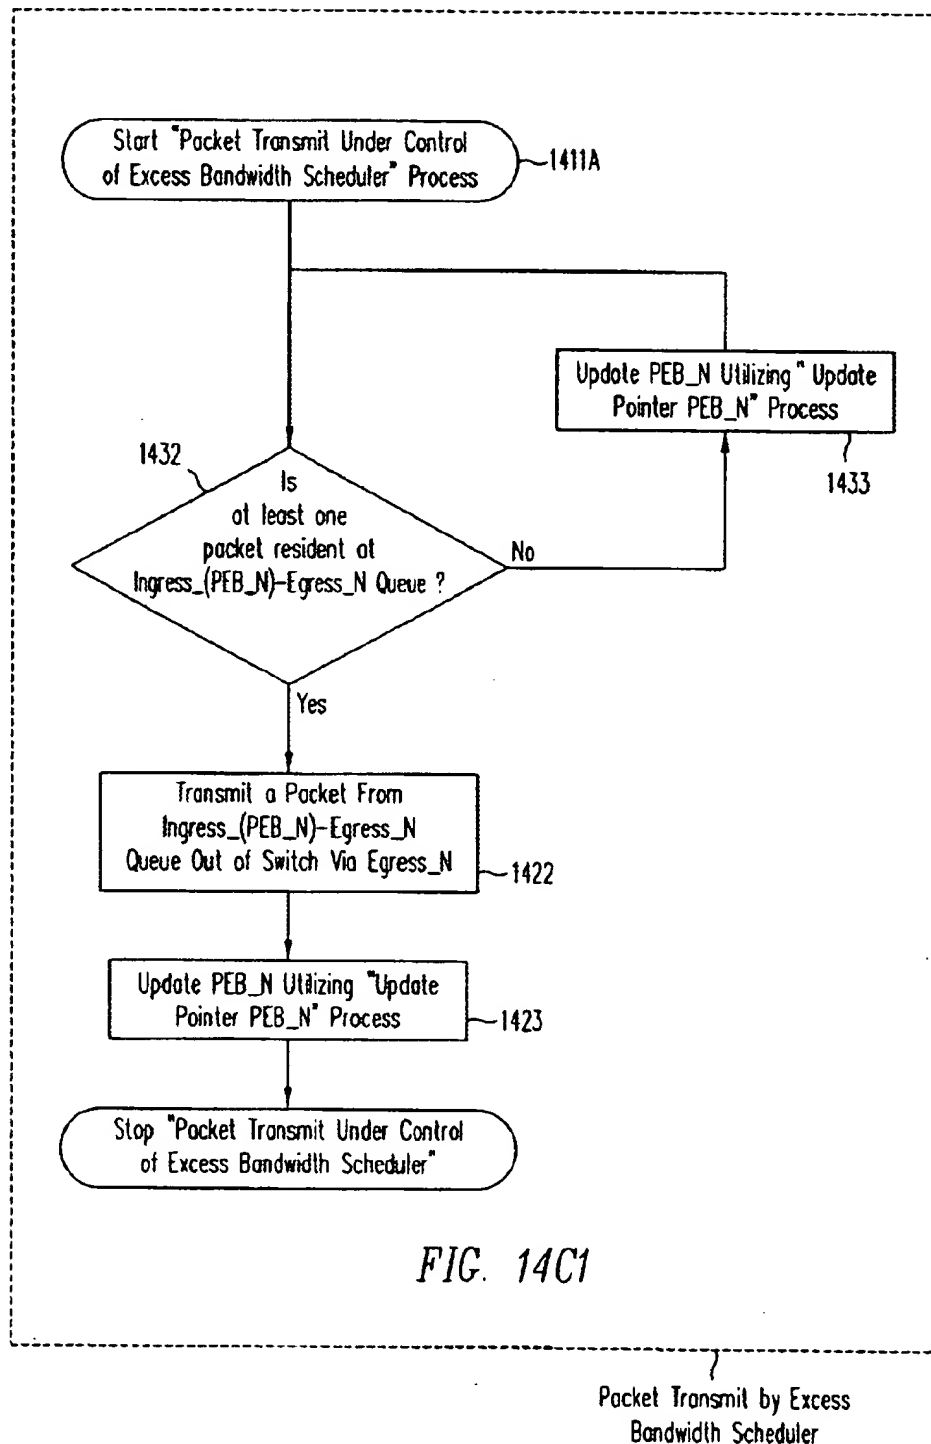 Start "Packet Transmit Under Control
of Excess Bandwidth Scheduler" Process
1411A
Update PEB_N Utilizing " Update
Pointer PEB_N" Process
1433
1432
Is
at least one
packet resident at
Ingress_(PEB_N)-Egress_N Queue ?
No
Yes
Transmit a Packet From
Ingress_(PEB_N)-Egress_N
Queue Out of Switch Via Egress_N
1422
Update PEB_N Utilizing "Update
Pointer PEB_N" Process
1423
Stop "Packet Transmit Under Control
of Excess Bandwidth Scheduler"
FIG. 14C1
Packet Transmit by Excess
Bandwidth Scheduler